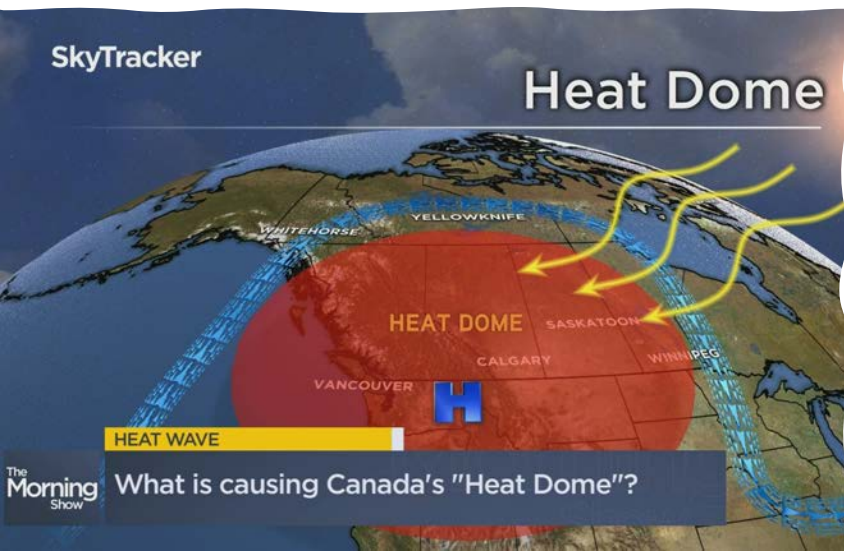 SkyTracker
Heat Dome
WHITEHORSE
YELLOWKNIFE
HEAT DOME
SASKATOON
CALGARY
WINNIPEG
VANCOUVER
H
HEAT WAVE
The
Morning
Show
What is causing Canada's "Heat Dome"?